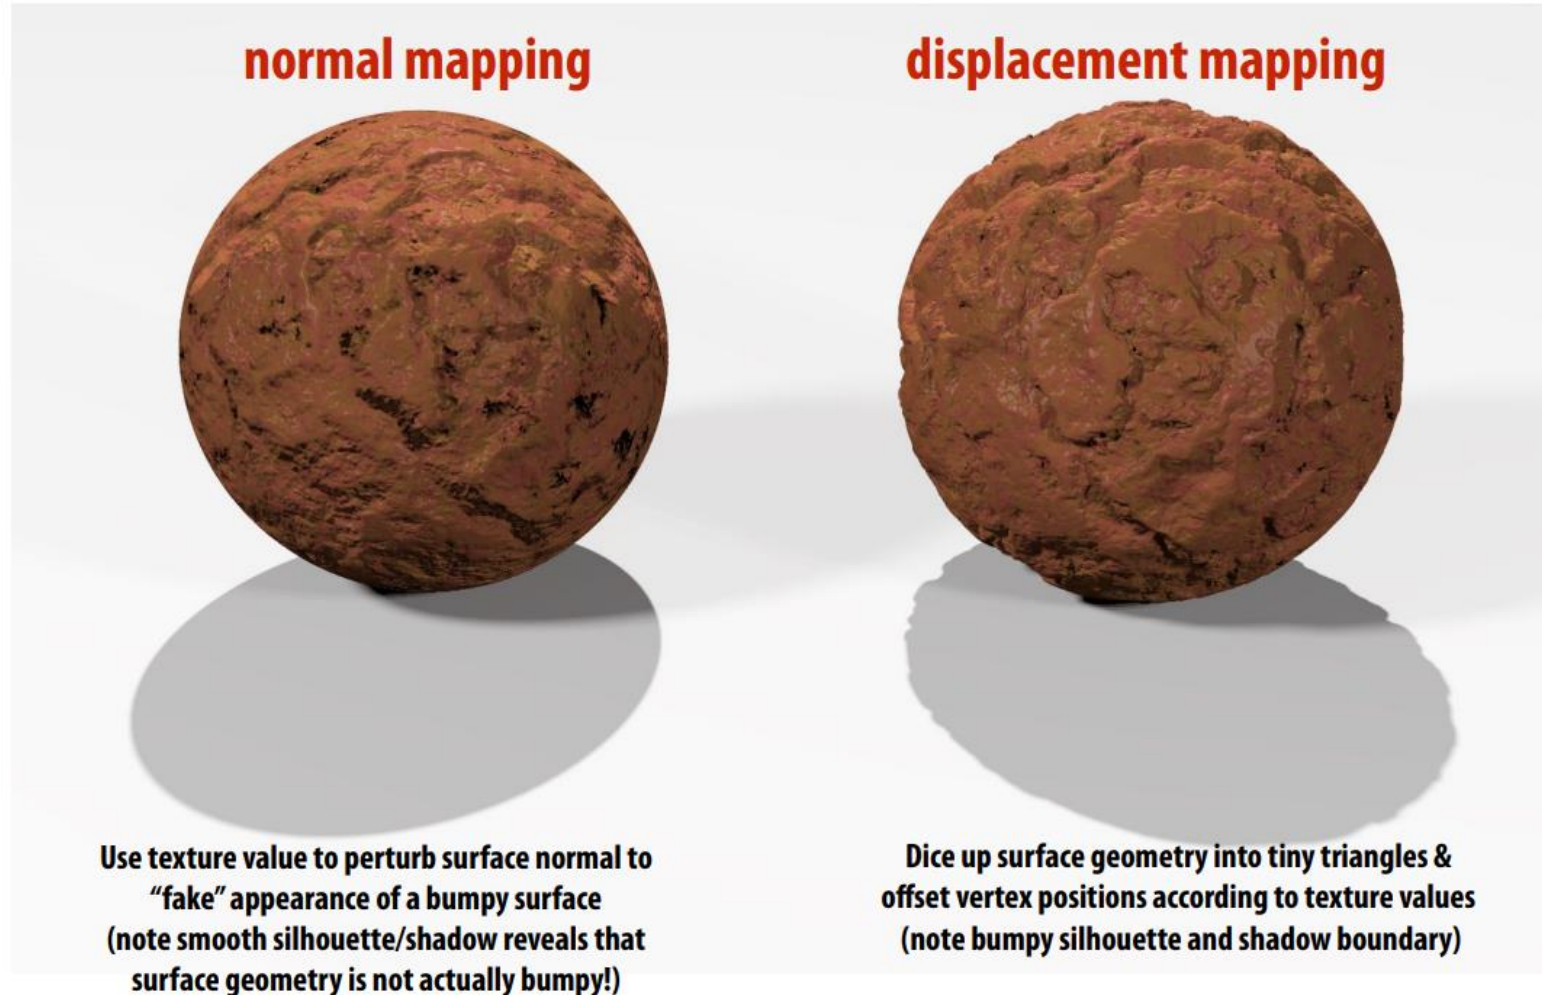 normal mapping
displacement mapping
Use texture value to perturb surface normal to
“fake” appearance of a bumpy surface
(note smooth silhouette/shadow reveals that
surface geometry is not actually bumpy!)
Dice up surface geometry into tiny triangles &
offset vertex positions according to texture values
(note bumpy silhouette and shadow boundary)